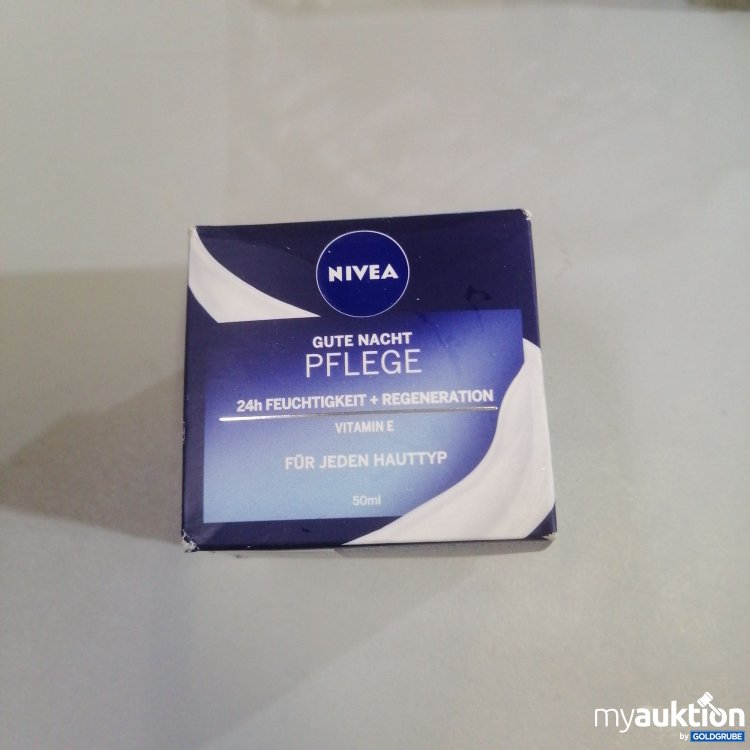 NIVEA
GUTE NACHT
PFLEGE
24h FEUCHTIGKEIT + REGENERATION
VITAMIN E
FÜR JEDEN HAUTTYP
50ml
myauktion
by GOLDGRUBE